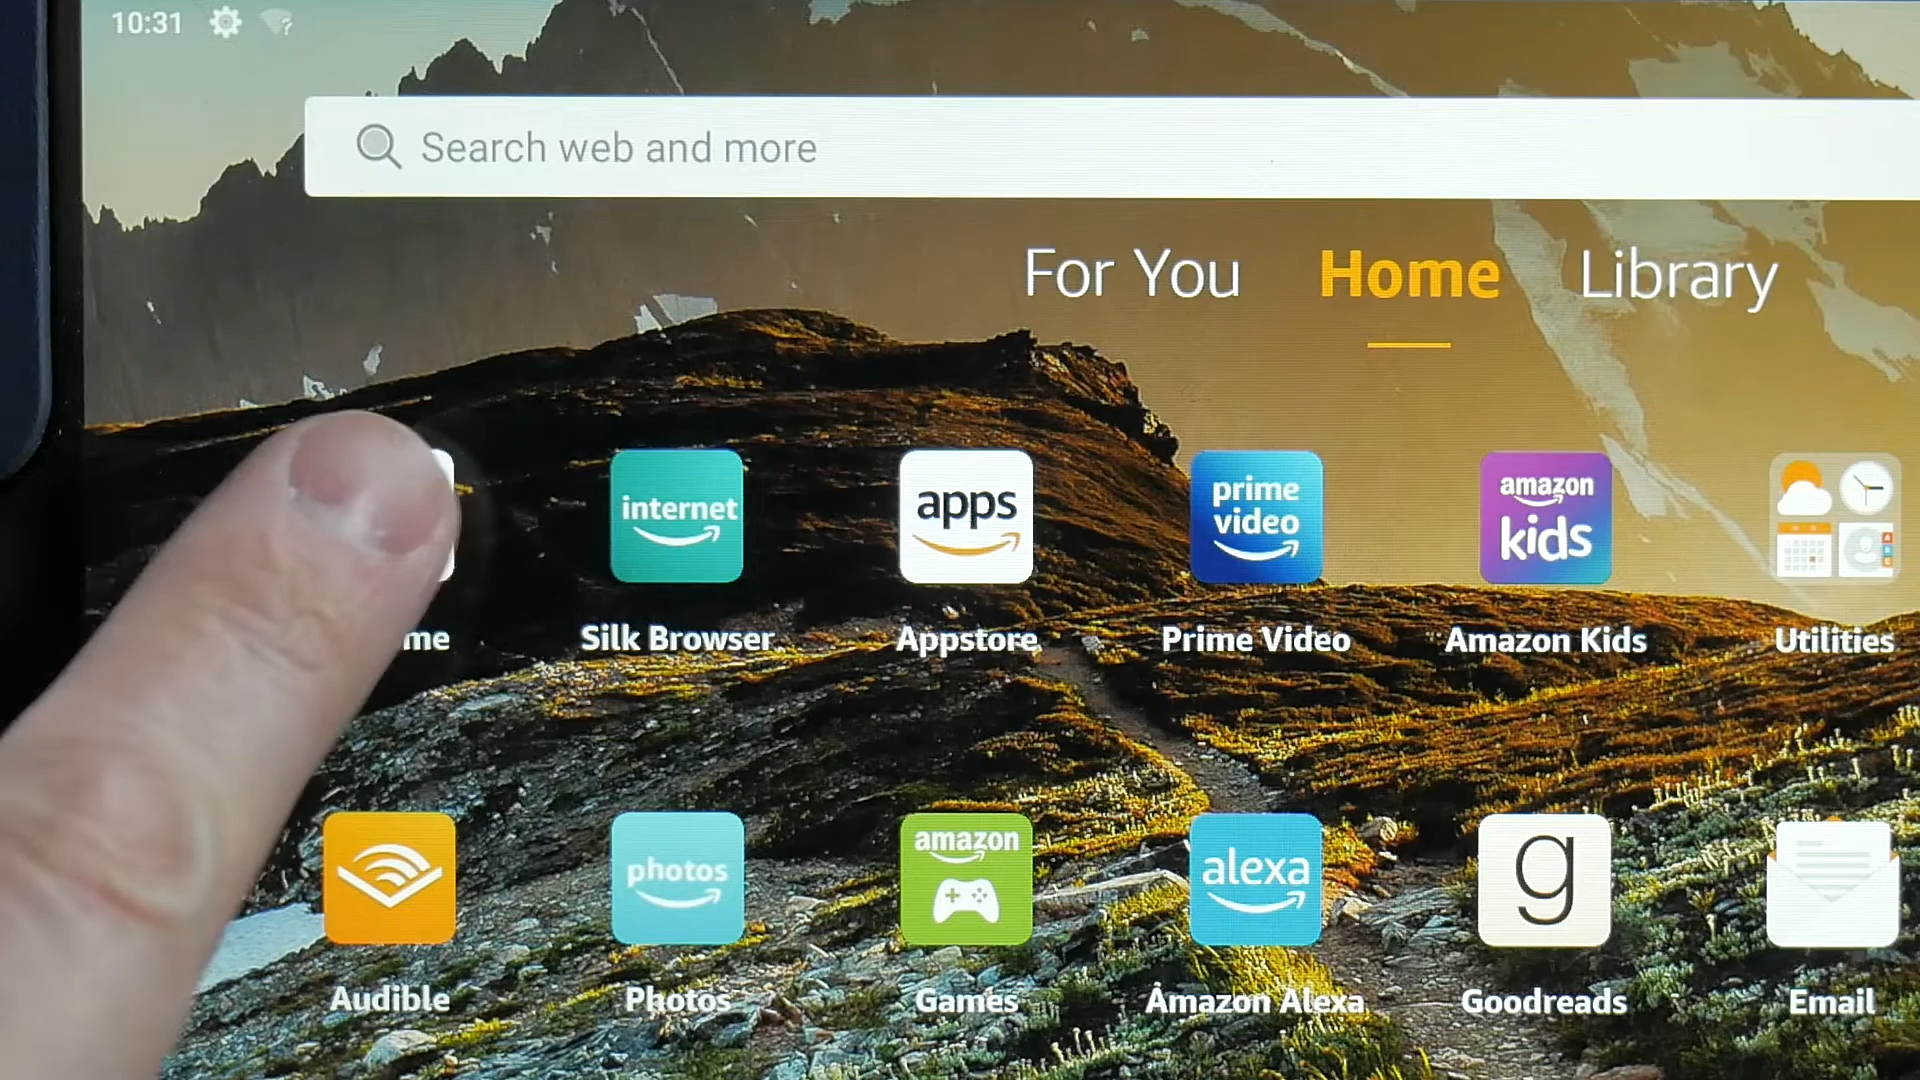 10:31
Search web and more
For You Home Library
internet
apps
prime
video
amazon
kids
me Silk Browser Appstore Prime Video Amazon Kids Utilities
photos
amazon
alexa
g
Audible Photos Games Amazon Alexa Goodreads Email